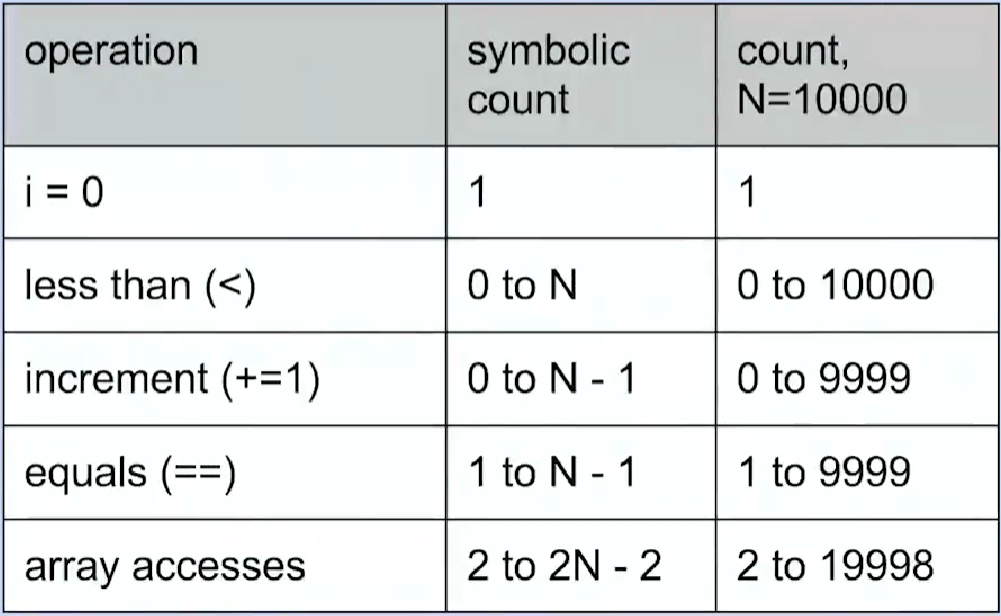 operation symbolic count,
count N=10000
i = 0 1 1
less than (<) 0 to N 0 to 10000
increment (+=1) 0 to N - 1 0 to 9999
equals (==) 1 to N - 1 1 to 9999
array accesses 2 to 2N - 2 2 to 19998